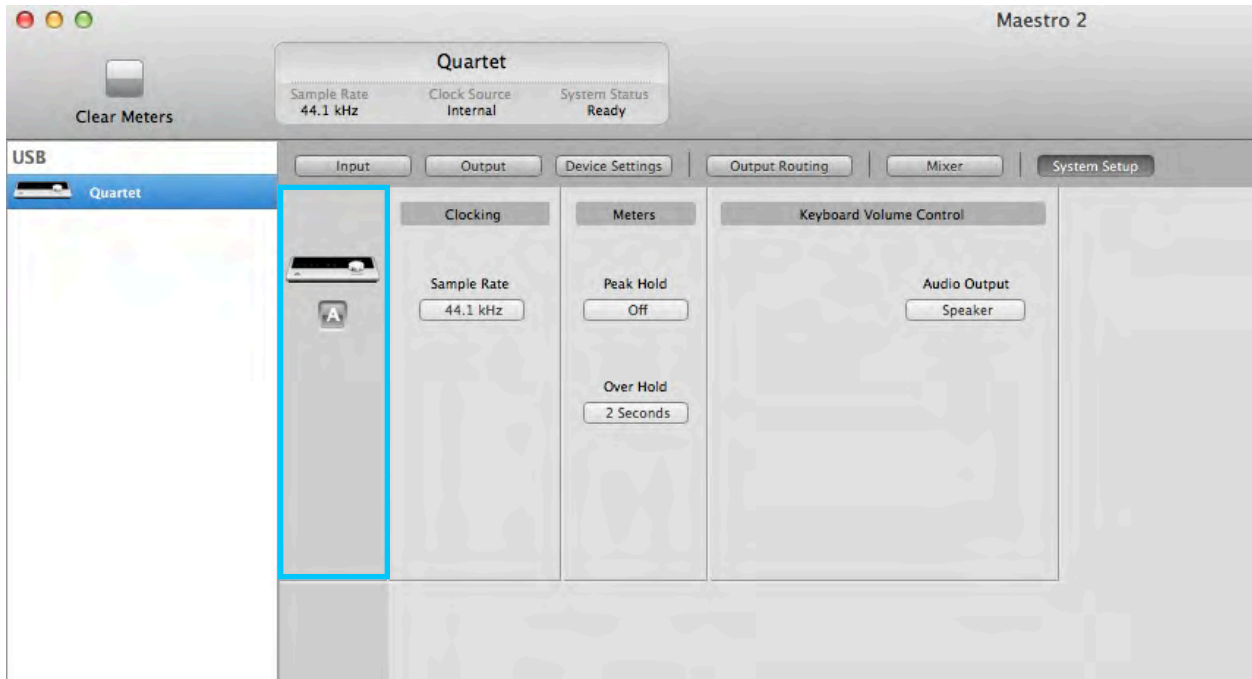 Maestro 2
Clear Meters
Quartet
Sample Rate Clock Source System Status
44.1 kHz Internal Ready
USB
Quartet
Input Output Device Settings Output Routing Mixer System Setup
Clocking Meters Keyboard Volume Control
Sample Rate Peak Hold Audio Output
A 44.1 kHz Off Speaker
Over Hold
2 Seconds